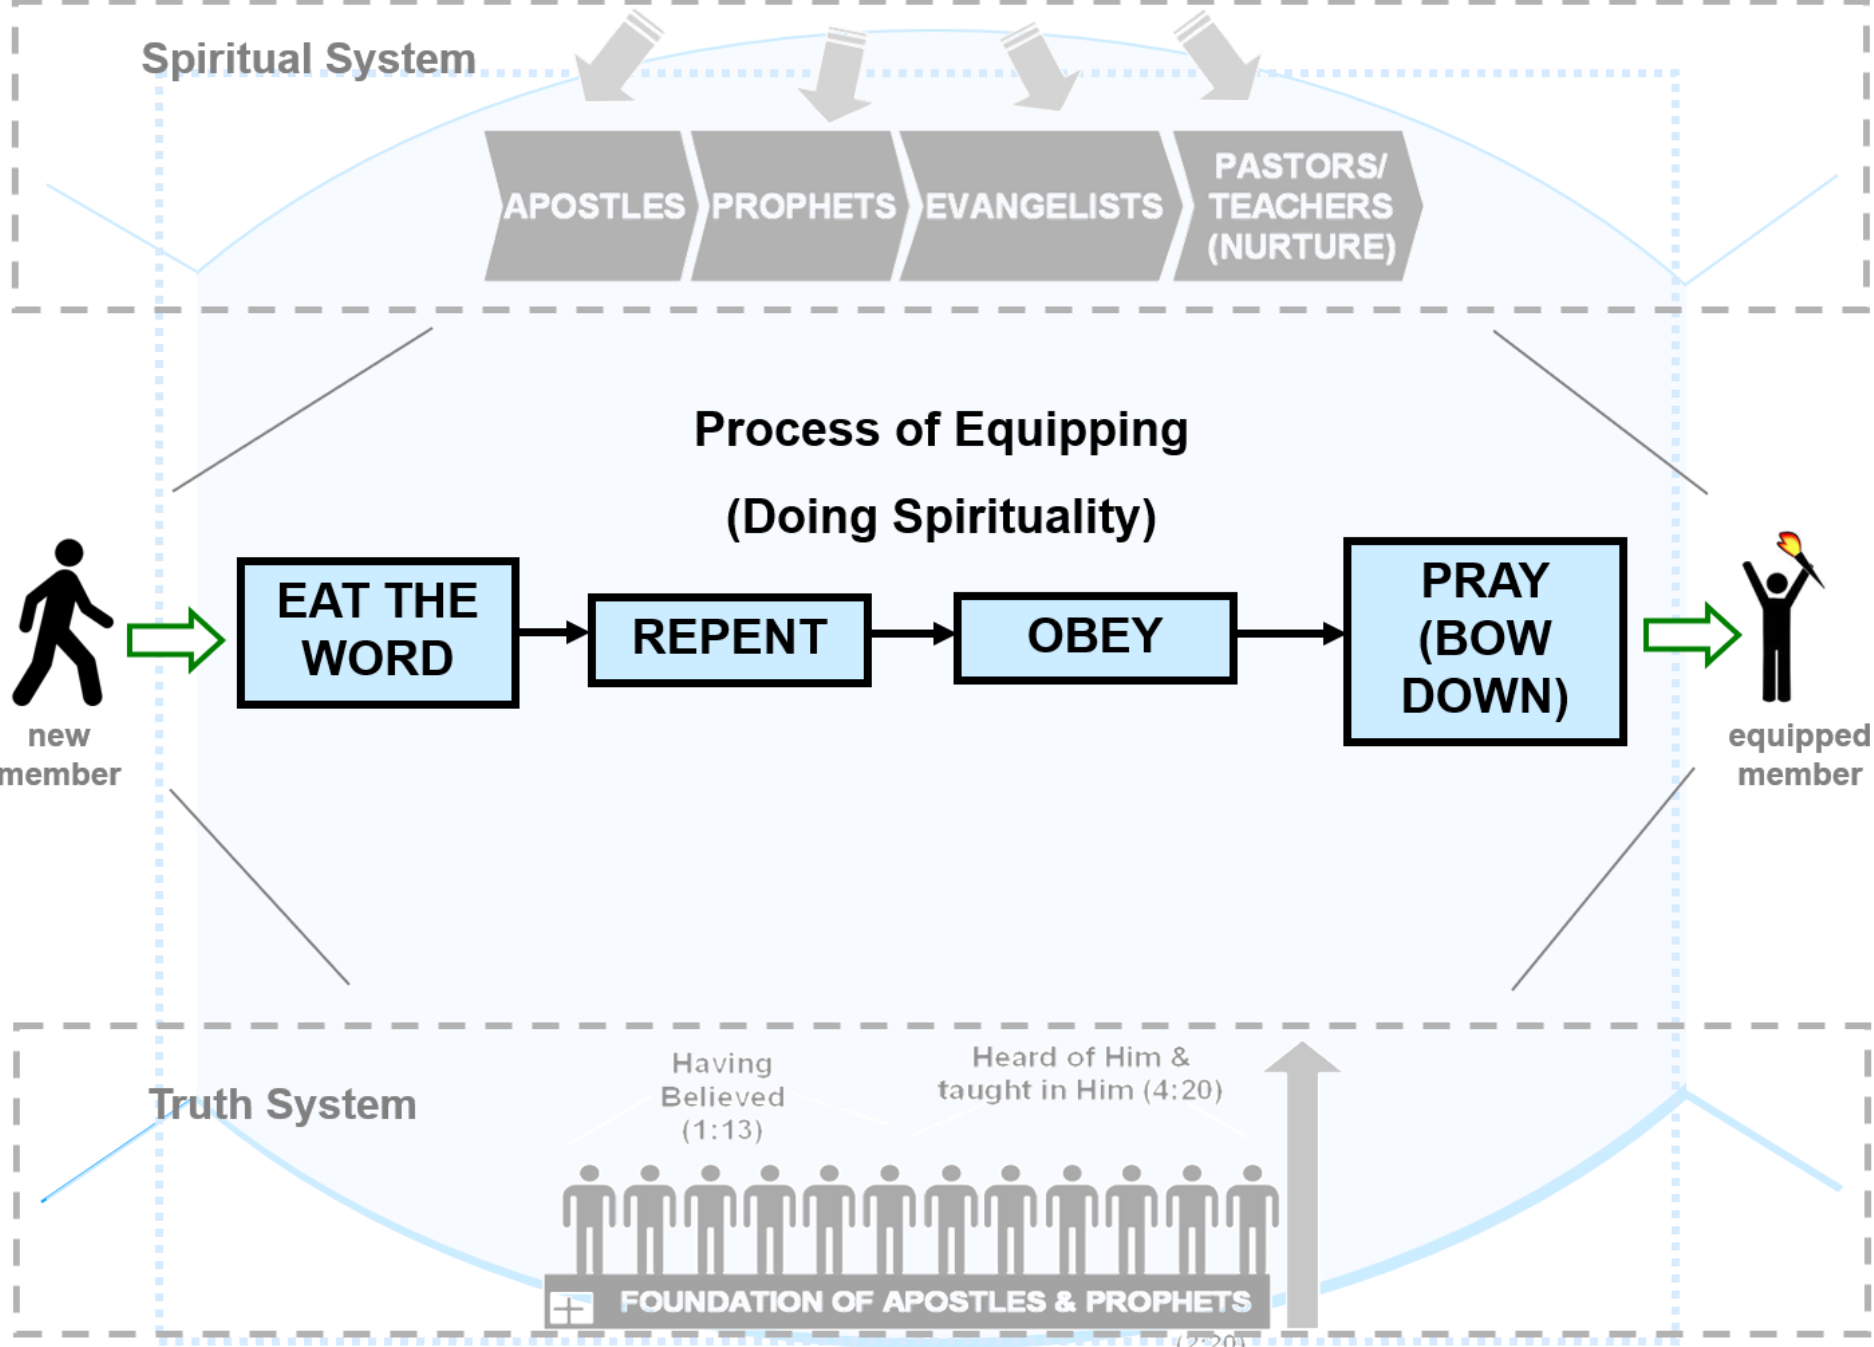 Spiritual System
APOSTLES
PROPHETS
EVANGELISTS
PASTORS/
TEACHERS
(NURTURE)
Process of Equipping
(Doing Spirituality)
EAT THE
WORD
REPENT
OBEY
PRAY
(BOW
DOWN)
new
member
equipped
member
Truth System
Having
Believed
(1:13)
Heard of Him &
taught in Him (4:20)
FOUNDATION OF APOSTLES & PROPHETS
(2:20)